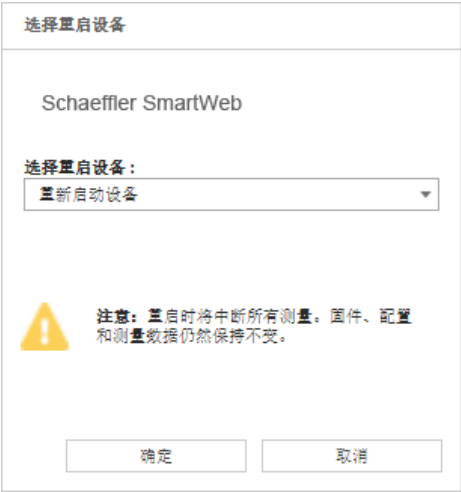 选择重启设备
Schaeffler SmartWeb
选择重启设备：
重新启动设备
注意：重启时将中断所有测量。固件、配置
和测量数据仍然保持不变。
确定
取消